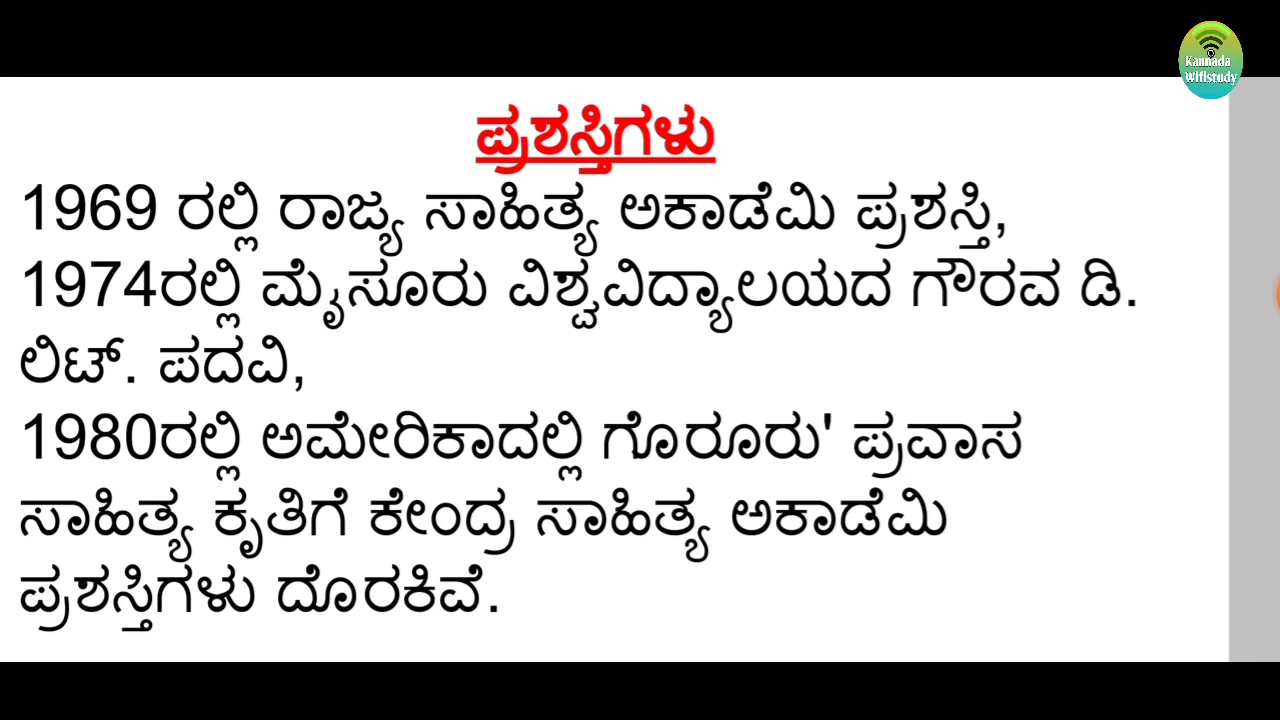 Kannada
Wifistudy
ಪ್ರಶಸ್ತಿಗಳು
1969 ರಲ್ಲಿ ರಾಜ್ಯ ಸಾಹಿತ್ಯ ಅಕಾಡೆಮಿ ಪ್ರಶಸ್ತಿ,
1974ರಲ್ಲಿ ಮೈಸೂರು ವಿಶ್ವವಿದ್ಯಾಲಯದ ಗೌರವ ಡಿ.
ಲಿಟ್. ಪದವಿ,
1980ರಲ್ಲಿ ಅಮೇರಿಕಾದಲ್ಲಿ ಗೊರೂರು' ಪ್ರವಾಸ
ಸಾಹಿತ್ಯ ಕೃತಿಗೆ ಕೇಂದ್ರ ಸಾಹಿತ್ಯ ಅಕಾಡೆಮಿ
ಪ್ರಶಸ್ತಿಗಳು ದೊರಕಿವೆ.